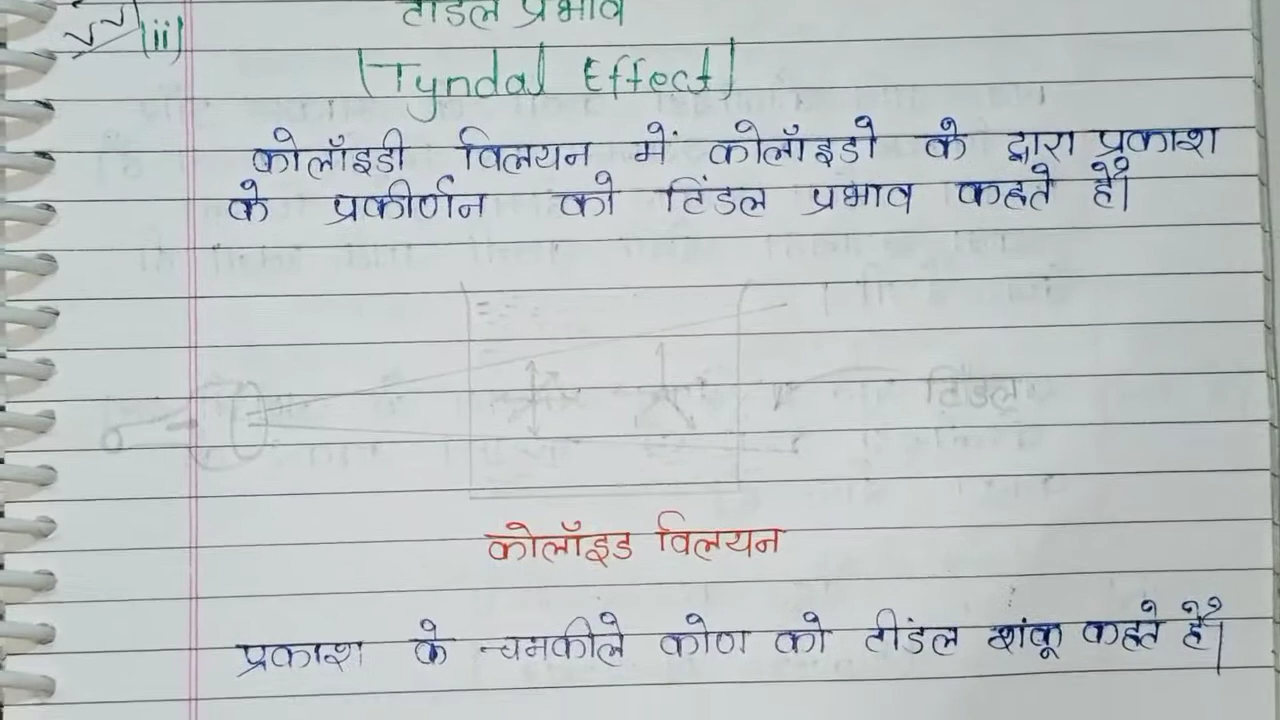 (ii) टींडल प्रभाव
(Tyndal Effect)
कोलॉइडी विलयन में कोलॉइडो के द्वारा प्रकाश
के प्रकीर्णन को टिंडल प्रभाव कहते हैं।
टिंडल
कोलॉइड विलयन
प्रकाश के चमकीले कोण को टींडल शंकू कहते हैं।